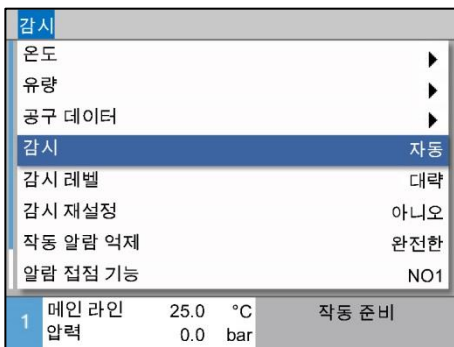 감시
온도
유량
공구 데이터
감시 자동
감시 레벨 대략
감시 재설정 아니오
작동 알람 억제 완전한
알람 접점 기능 NO1
1 메인 라인 25.0 °C 작동 준비
압력 0.0 bar